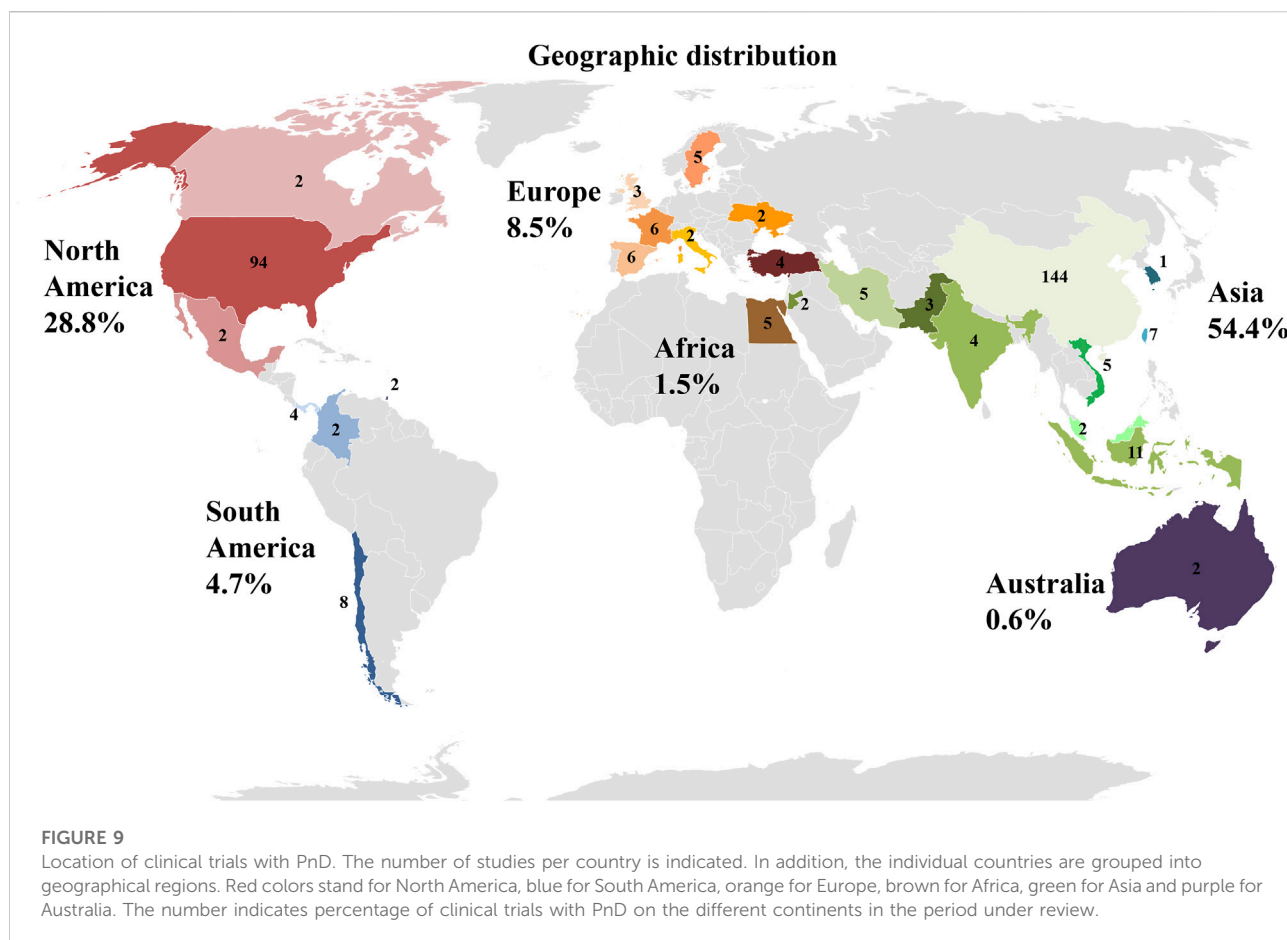 Geographic distribution
North
America
28.8%
2
94
2
Europe
8.5%
5
3
6
6
2
2
4
Africa
1.5%
5
2
5
3
4
144
1
7
5
2
11
Asia
54.4%
South
America
4.7%
4
2
2
8
Australia
0.6%
2
FIGURE 9
Location of clinical trials with PnD. The number of studies per country is indicated. In addition, the individual countries are grouped into
geographical regions. Red colors stand for North America, blue for South America, orange for Europe, brown for Africa, green for Asia and purple for
Australia. The number indicates percentage of clinical trials with PnD on the different continents in the period under review.